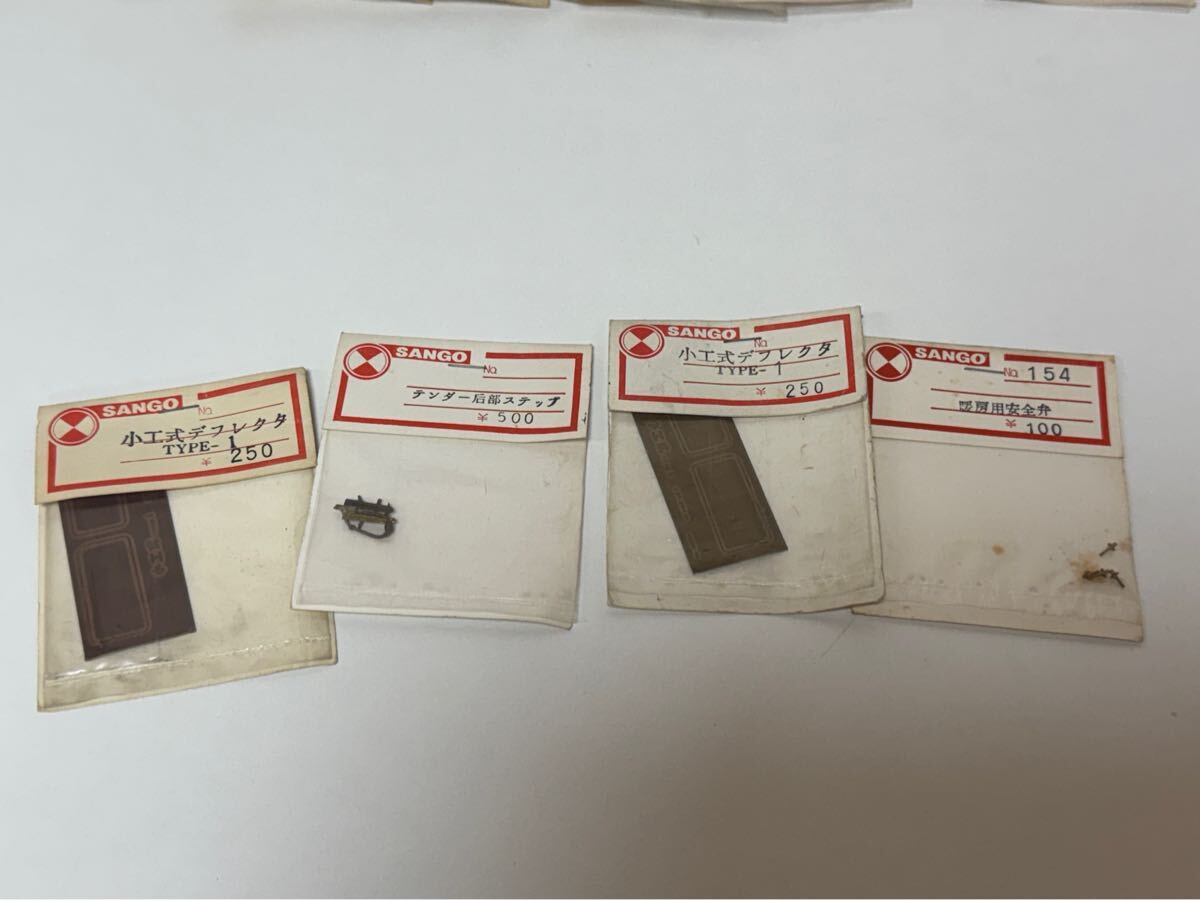 SANGO
No
小工式デフレクタ
TYPE-1
¥ 250
SANGO
No
テンダー后部ステップ
¥ 500
SANGO
No
小工式デフレクタ
TYPE-1
¥ 250
SANGO
No 154
暖房用安全弁
¥ 100